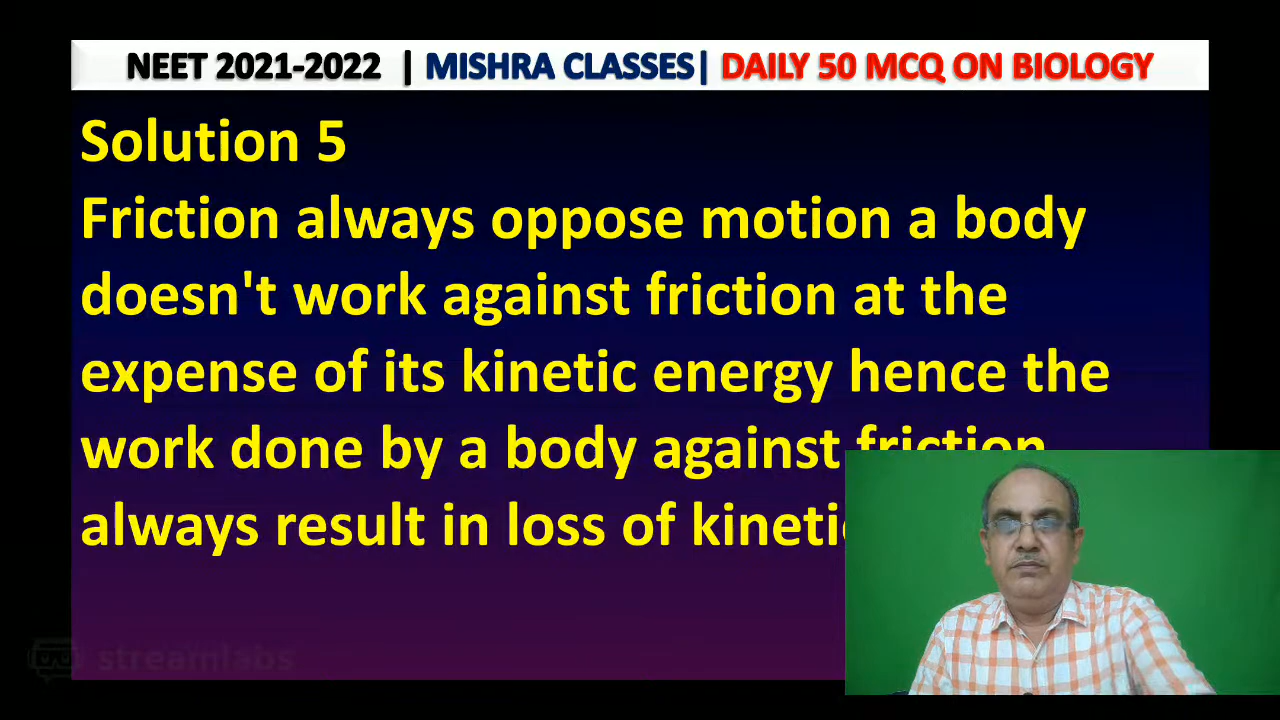 NEET 2021-2022 | MISHRA CLASSES| DAILY 50 MCQ ON BIOLOGY
Solution 5
Friction always oppose motion a body
doesn't work against friction at the
expense of its kinetic energy hence the
work done by a body against friction
always result in loss of kinetic
streamlabs